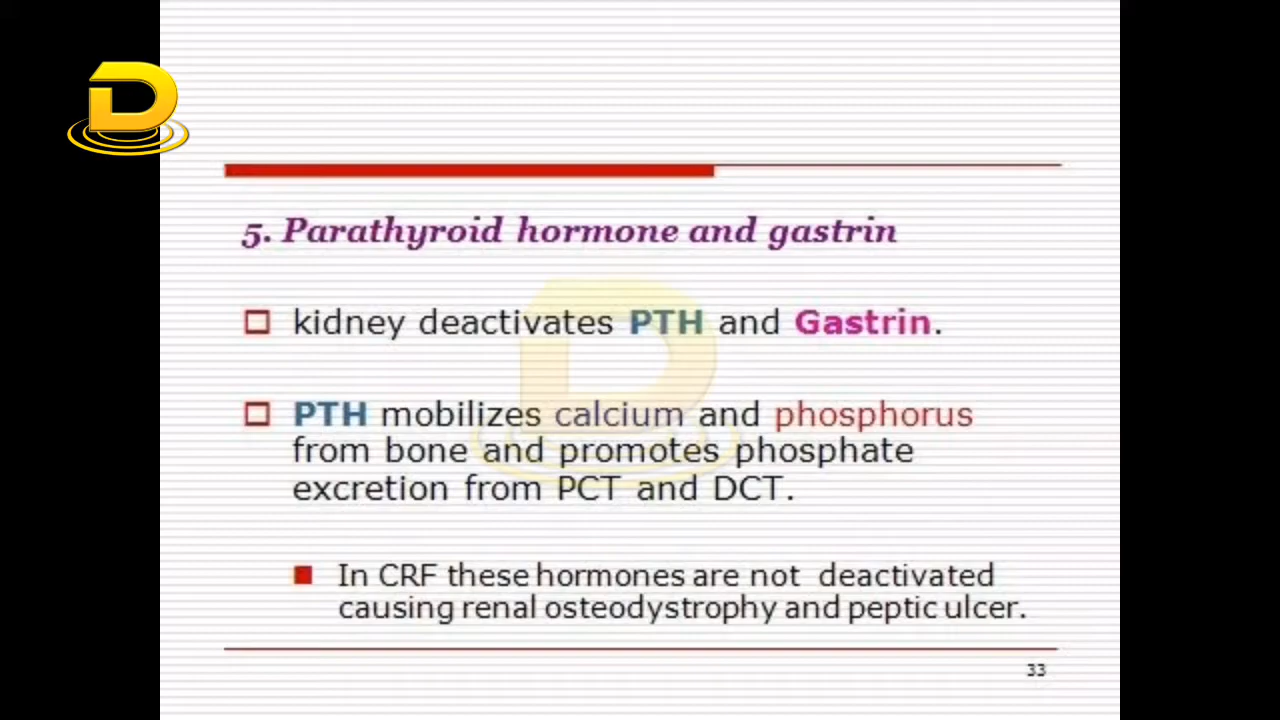 D
5. Parathyroid hormone and gastrin
kidney deactivates PTH and Gastrin.
PTH mobilizes calcium and phosphorus
from bone and promotes phosphate
excretion from PCT and DCT.
In CRF these hormones are not deactivated
causing renal osteodystrophy and peptic ulcer.
33